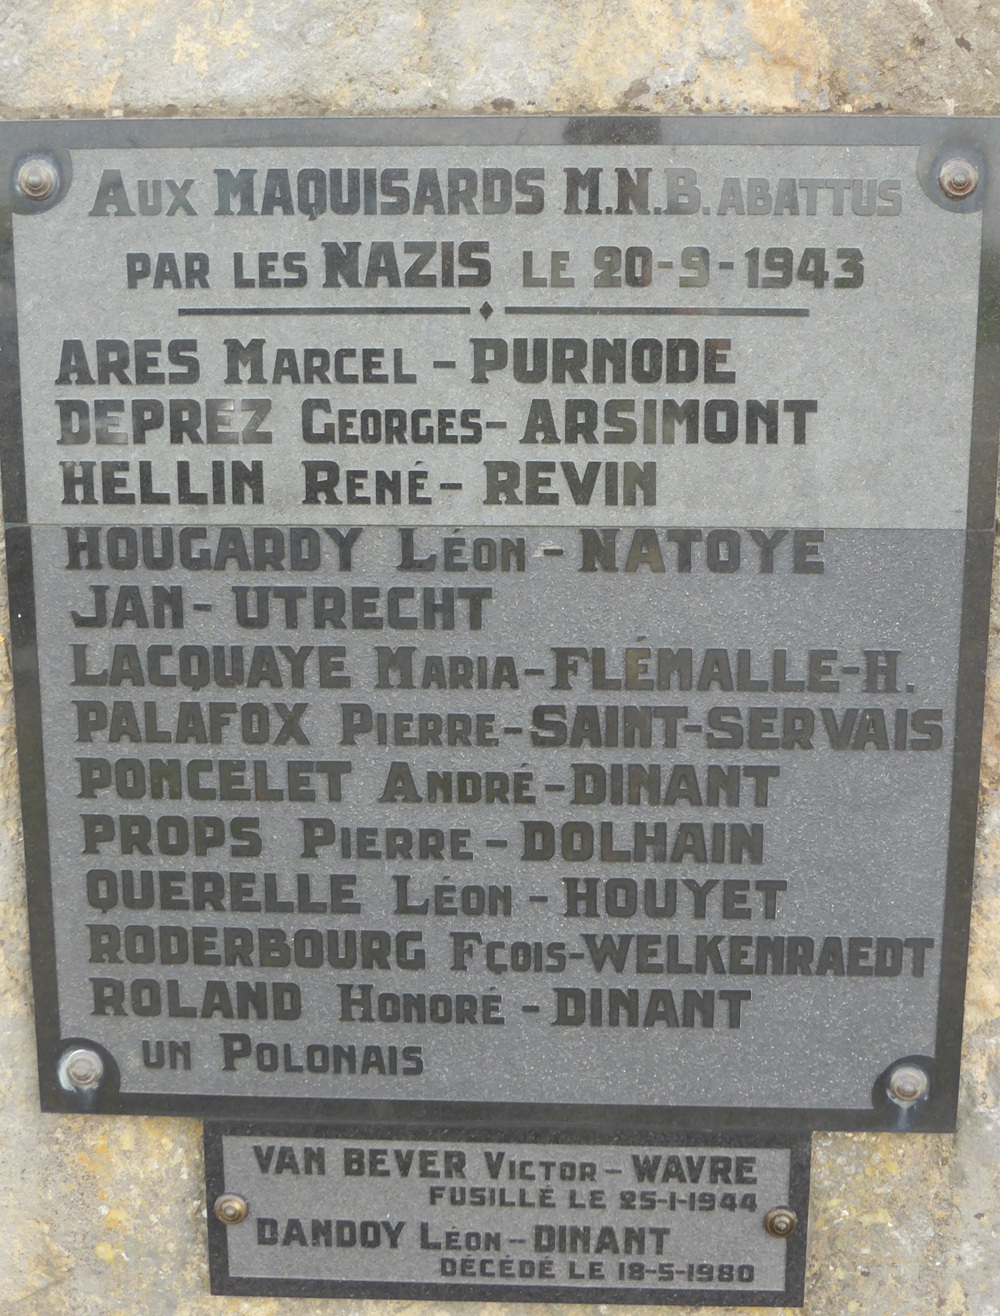 AUX MAQUISARDS M.N.B. ABATTUS
PAR LES NAZIS LE 20-9-1943
ARES MARCEL - PURNODE
DEPREZ GEORGES - ARSIMONT
HELLIN RENÉ - REVIN
HOUGARDY LÉON - NATOYE
JAN - UTRECHT
LACQUAYE MARIA - FLÉMALLE-H.
PALAFOX PIERRE - SAINT-SERVAIS
PONCELET ANDRÉ - DINANT
PROPS PIERRE - DOLHAIN
QUERELLE LÉON - HOUYET
RODERBOURG FÇOIS - WELKENRAEDT
ROLAND HONORÉ - DINANT
UN POLONAIS
VAN BEVER VICTOR - WAVRE
FUSILLÉ LE 25-1-1944
DANDOY LÉON - DINANT
DÉCÉDÉ LE 18-5-1980